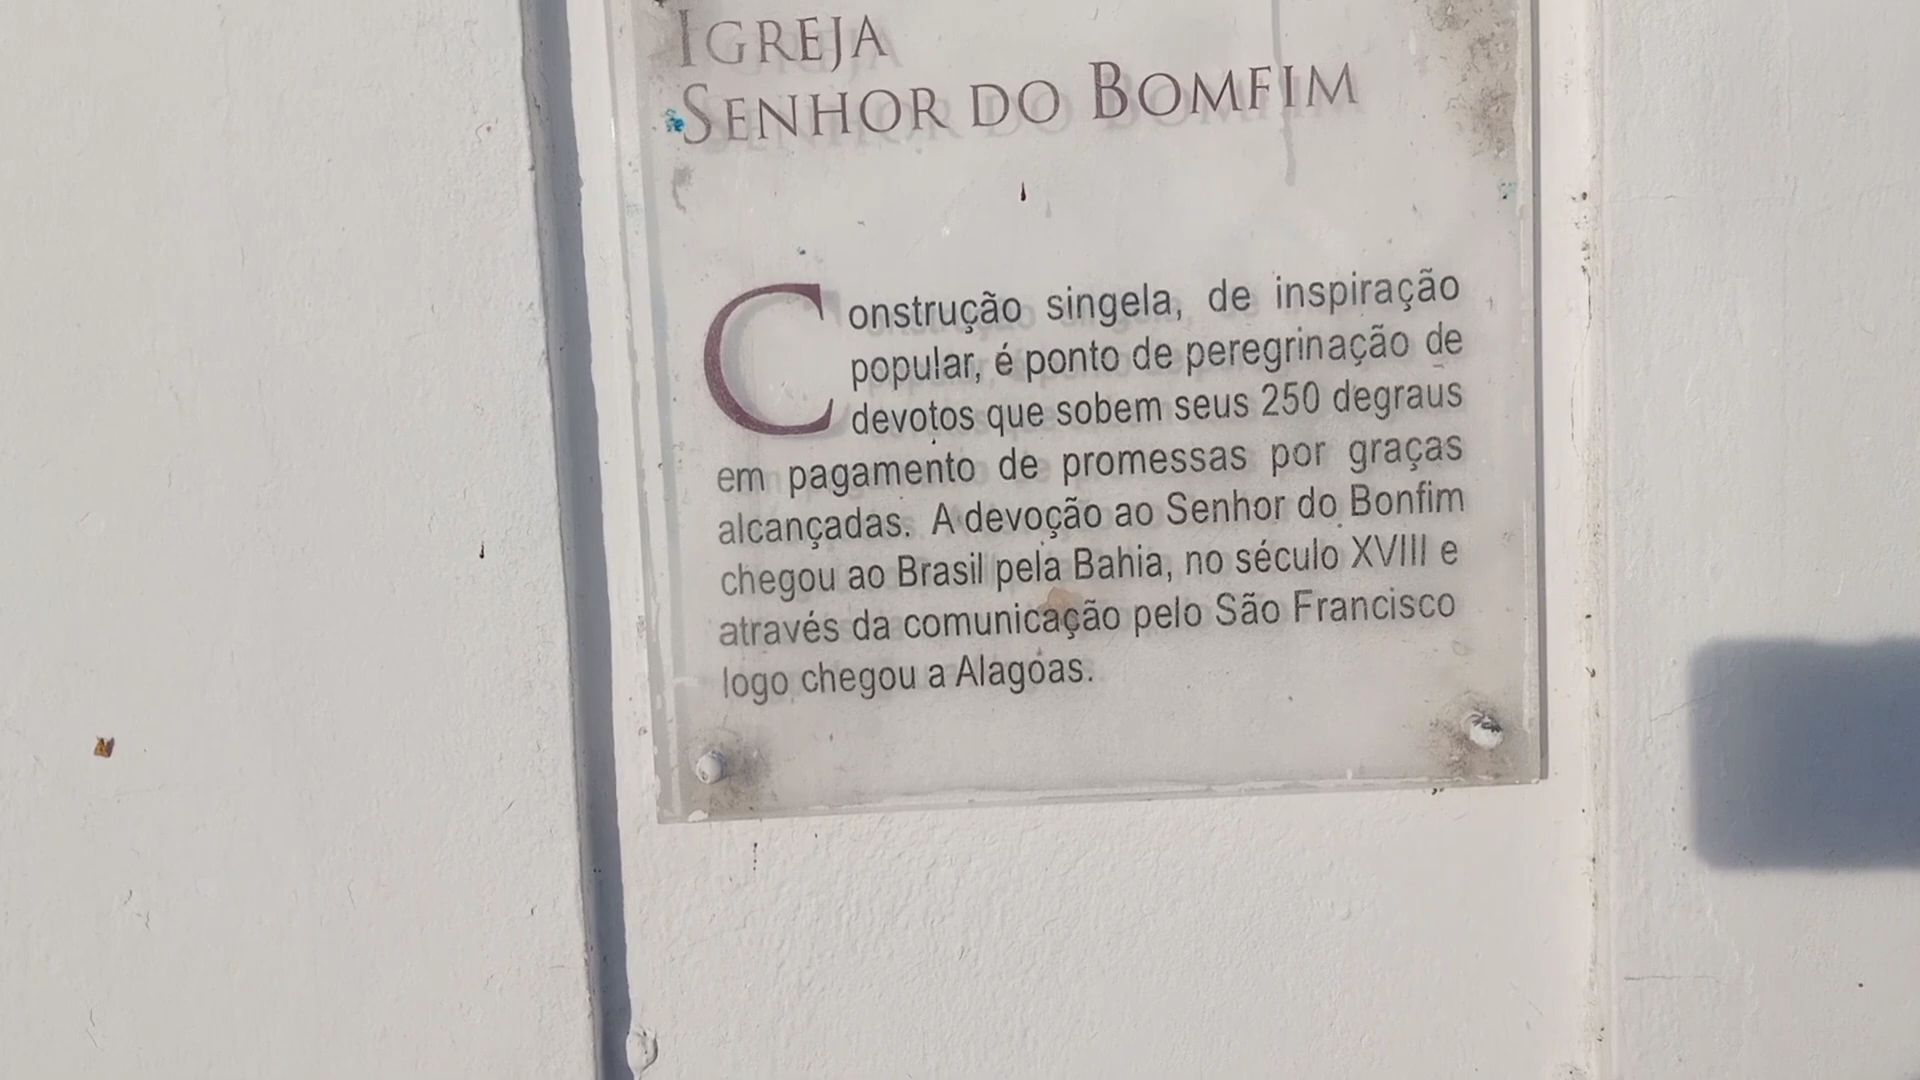 IGREJA
SENHOR DO BOMFIM
Construção singela, de inspiração
popular, é ponto de peregrinação de
devotos que sobem seus 250 degraus
em pagamento de promessas por graças
alcançadas. A devoção ao Senhor do Bonfim
chegou ao Brasil pela Bahia, no século XVIII e
através da comunicação pelo São Francisco
logo chegou a Alagoas.